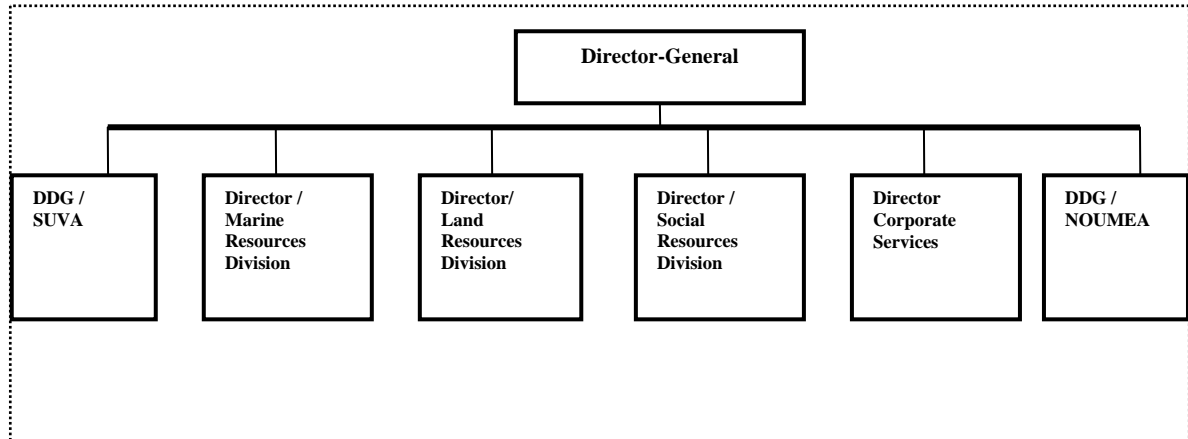 Director-General
DDG /
SUVA
Director /
Marine
Resources
Division
Director/
Land
Resources
Division
Director /
Social
Resources
Division
Director
Corporate
Services
DDG /
NOUMEA